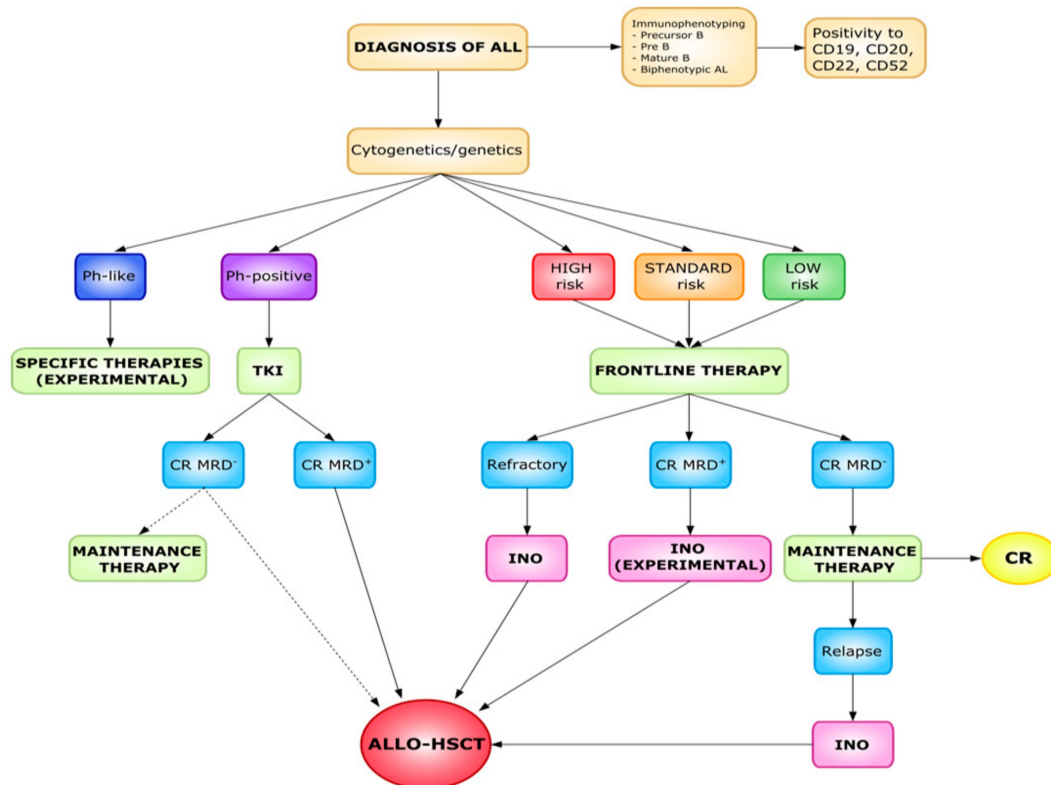 DIAGNOSIS OF ALL
Immunophenotyping
- Precursor B
- Pre B
- Mature B
- Biphenotypic AL
Positivity to
CD19, CD20,
CD22, CD52
Cytogenetics/genetics
Ph-like
Ph-positive
HIGH
risk
STANDARD
risk
LOW
risk
SPECIFIC THERAPIES
(EXPERIMENTAL)
TKI
FRONTLINE THERAPY
CR MRD⁻
CR MRD⁺
Refractory
CR MRD⁺
CR MRD⁻
MAINTENANCE
THERAPY
INO
INO
(EXPERIMENTAL)
MAINTENANCE
THERAPY
CR
Relapse
ALLO-HSCT
INO